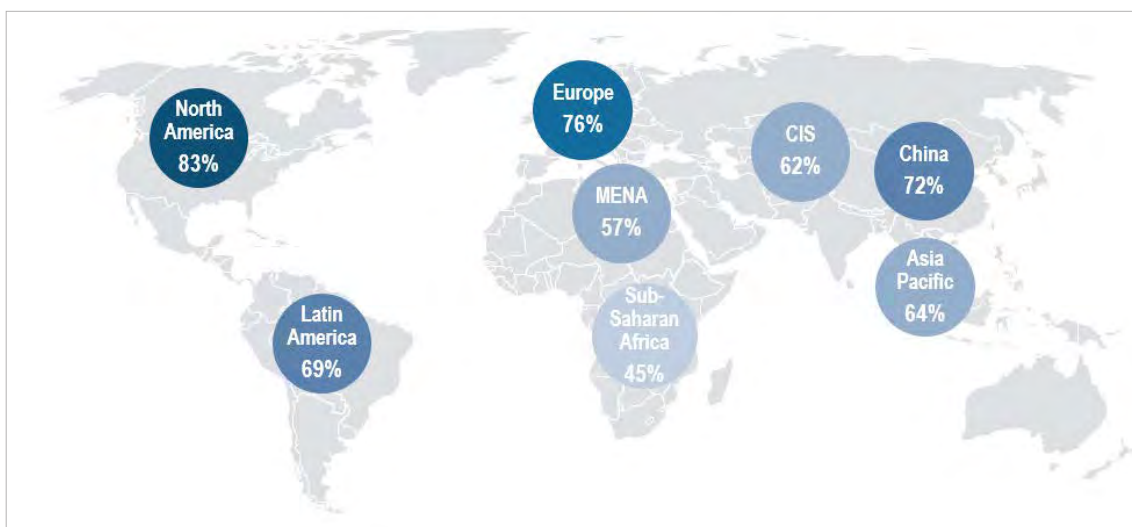 North
America
83%
Europe
76%
CIS
62%
China
72%
MENA
57%
Asia
Pacific
64%
Latin
America
69%
Sub-
Saharan
Africa
45%